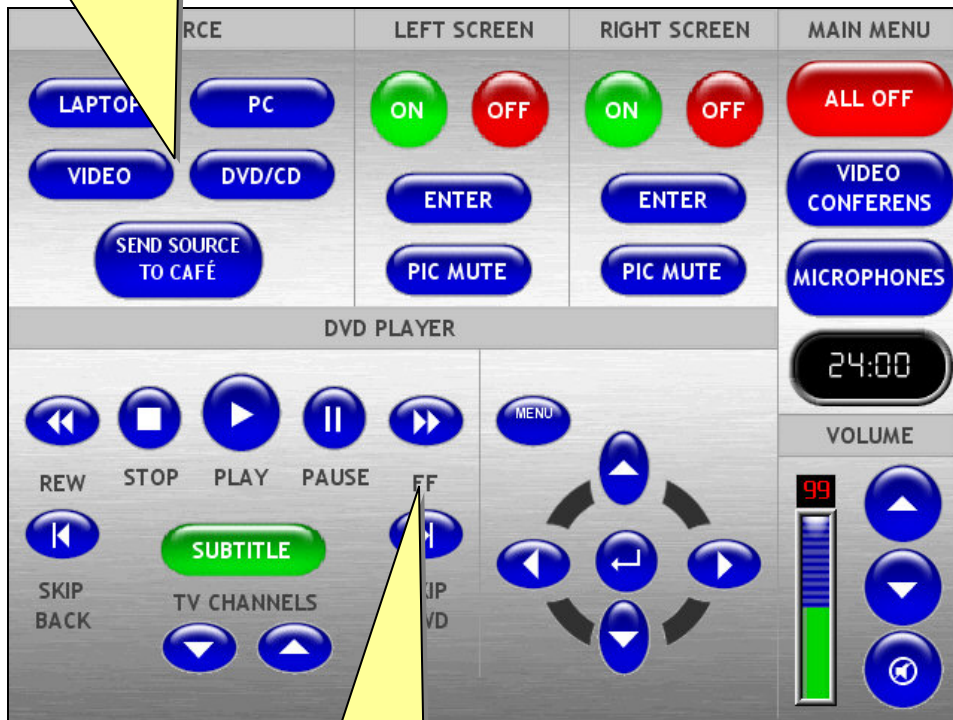 RCE
LEFT SCREEN
RIGHT SCREEN
MAIN MENU
LAPTOP
PC
ON
OFF
ON
OFF
ALL OFF
VIDEO
DVD/CD
ENTER
ENTER
VIDEO
CONFERENS
SEND SOURCE
TO CAFÉ
PIC MUTE
PIC MUTE
MICROPHONES
24:00
DVD PLAYER
MENU
VOLUME
REW
STOP
PLAY
PAUSE
FF
99
SUBTITLE
SKIP
BACK
TV CHANNELS